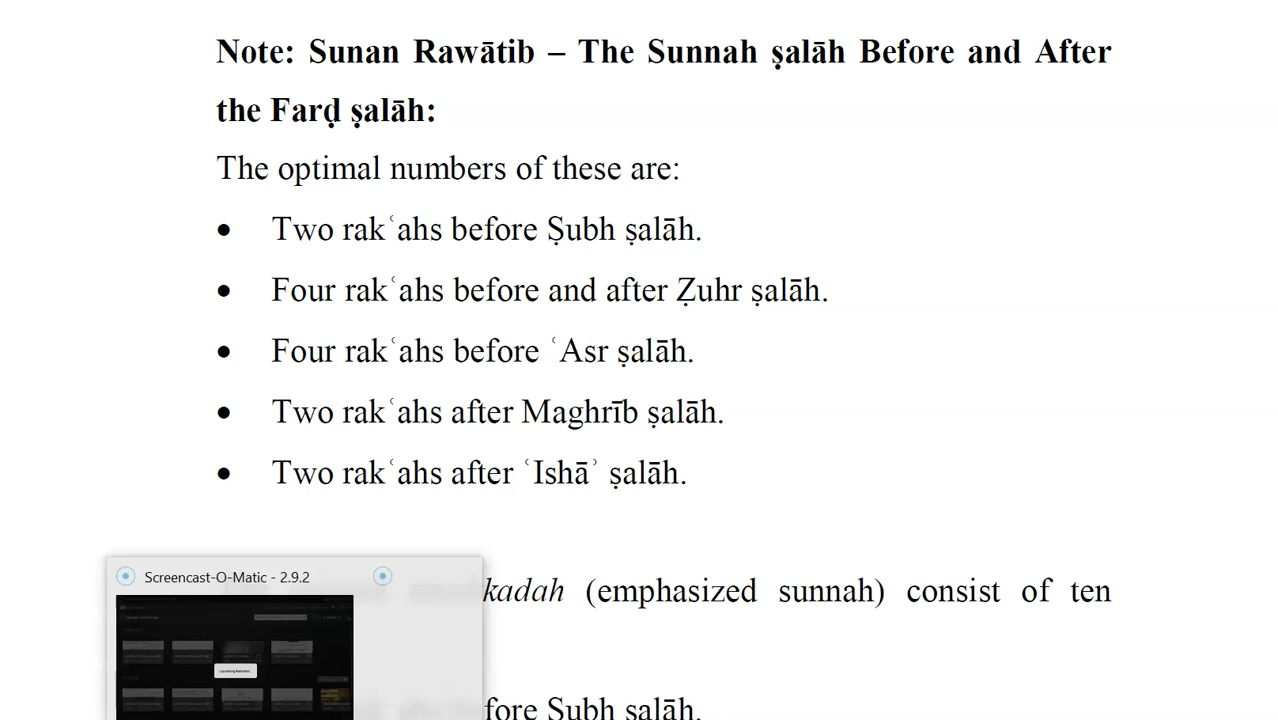 Note: Sunan Rawātib – The Sunnah ṣalāh Before and After
the Farḍ ṣalāh:
The optimal numbers of these are:
• Two rakʿahs before Ṣubh ṣalāh.
• Four rakʿahs before and after Ẓuhr ṣalāh.
• Four rakʿahs before ʿAsr ṣalāh.
• Two rakʿahs after Maghrīb ṣalāh.
• Two rakʿahs after ʿIshāʾ ṣalāh.
Screencast-O-Matic - 2.9.2
kadah (emphasized sunnah) consist of ten
fore Ṣubh ṣalāh.